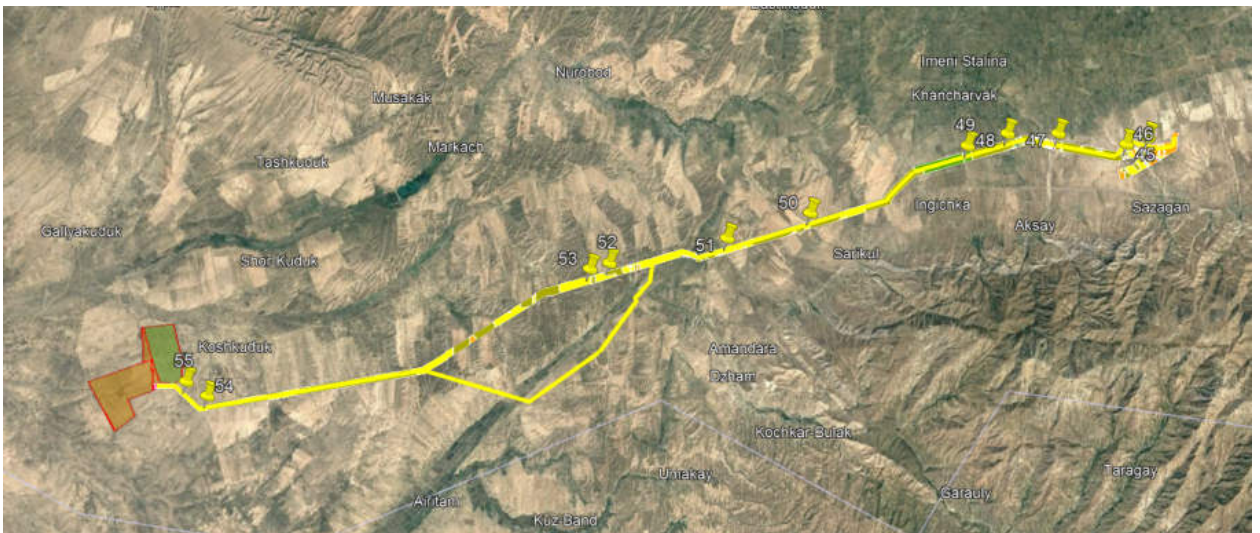 Nurobod
Imeni Stalina
Khancharvak
Musakak
Markach
Tashkuduk
49
48
47
46
45
Ingichka
Sazagan
Aksay
50
Gallyakuduk
Shor Kuduk
53
52
51
Sarikul
Koshkuduk
Amandara
Dzham
55
54
Kochkar-Bulak
Umakay
Taragay
Airitam
Garauly
Kuz-Band